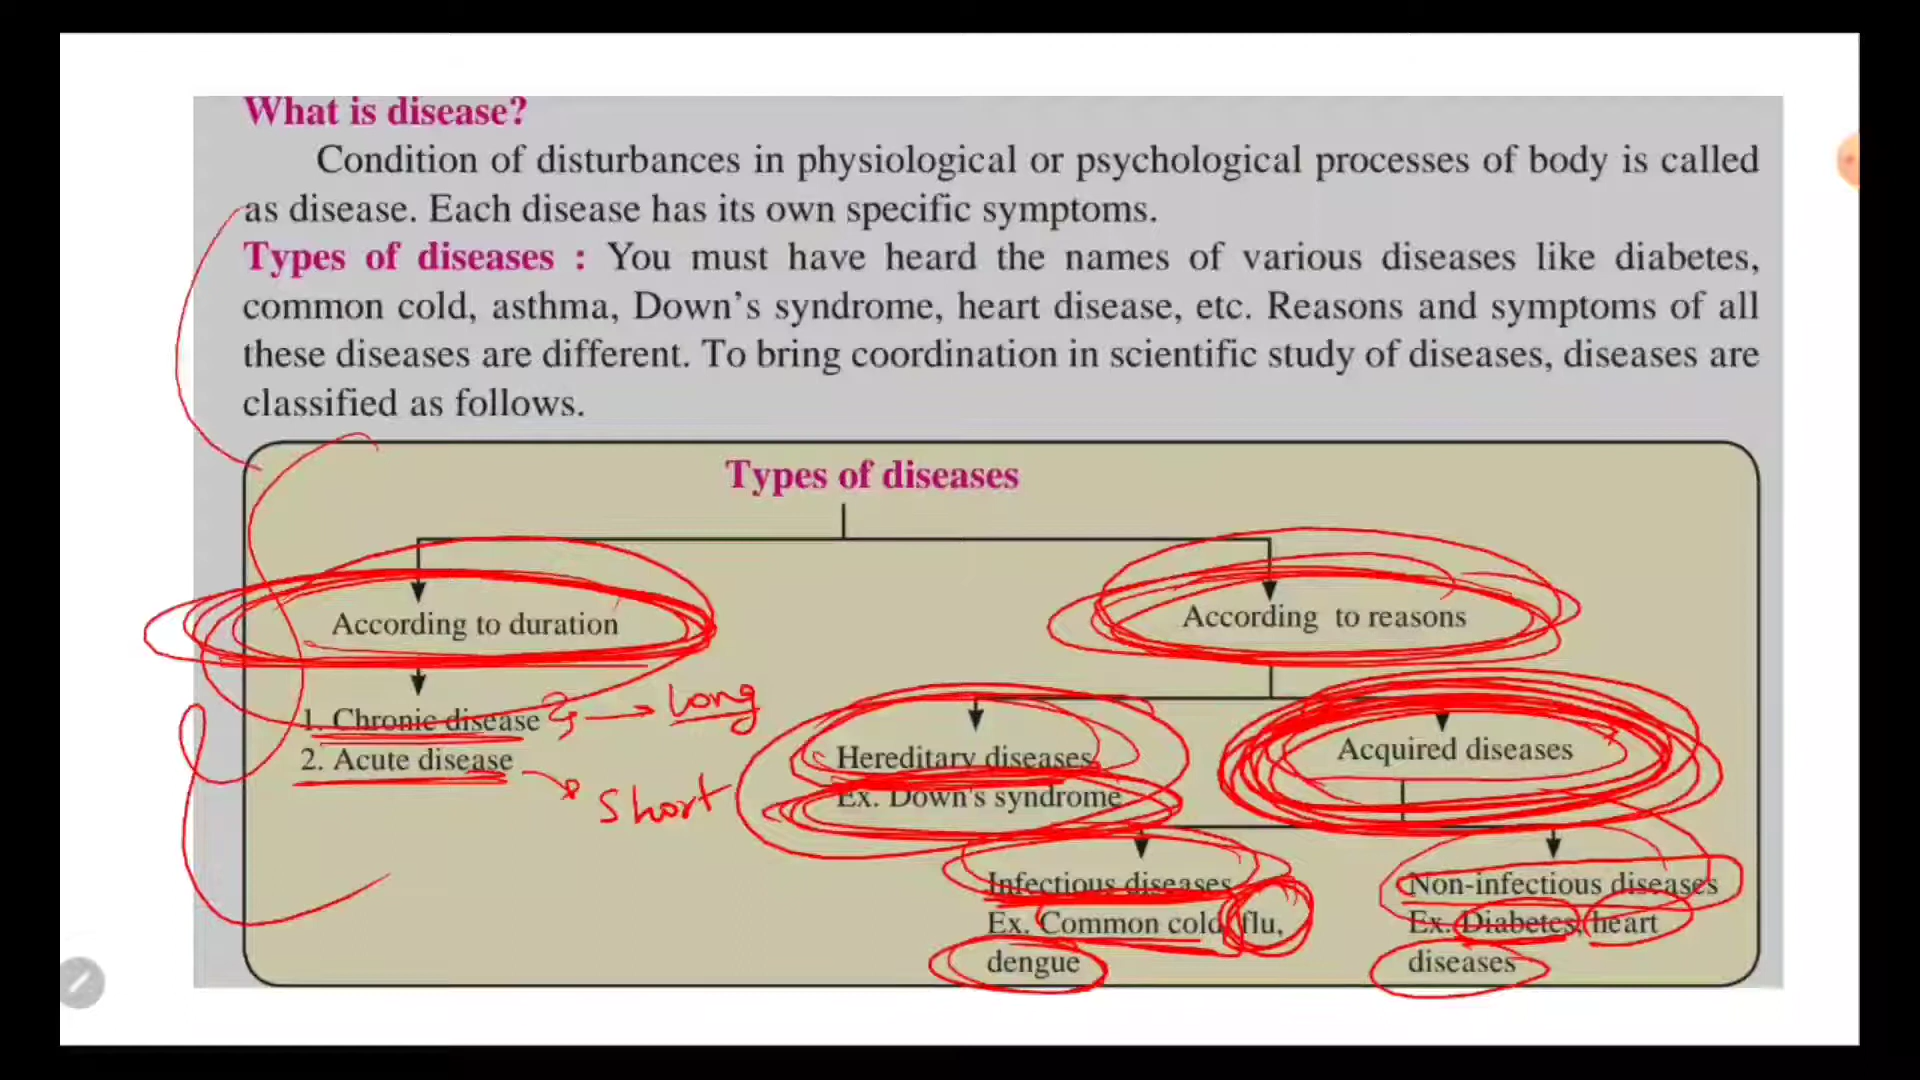 What is disease?
Condition of disturbances in physiological or psychological processes of body is called
as disease. Each disease has its own specific symptoms.
Types of diseases : You must have heard the names of various diseases like diabetes,
common cold, asthma, Down's syndrome, heart disease, etc. Reasons and symptoms of all
these diseases are different. To bring coordination in scientific study of diseases, diseases are
classified as follows.
Types of diseases
According to duration
According to reasons
1. Chronic disease
Long
2. Acute disease
Short
Hereditary diseases
Ex. Down's syndrome
Acquired diseases
Infectious diseases
Ex. Common cold, flu,
dengue
Non-infectious diseases
Ex. Diabetes, heart
diseases